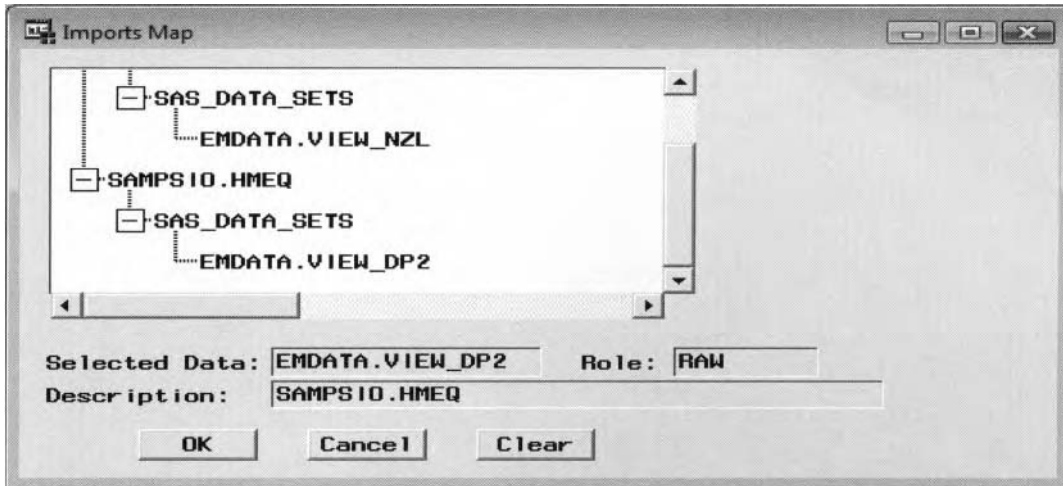 Imports Map
SAS_DATA_SETS
EMDATA.VIEW_NZL
SAMPSIO.HMEQ
SAS_DATA_SETS
EMDATA.VIEW_DP2
Selected Data: EMDATA.VIEW_DP2 Role: RAW
Description: SAMPSIO.HMEQ
OK Cancel Clear